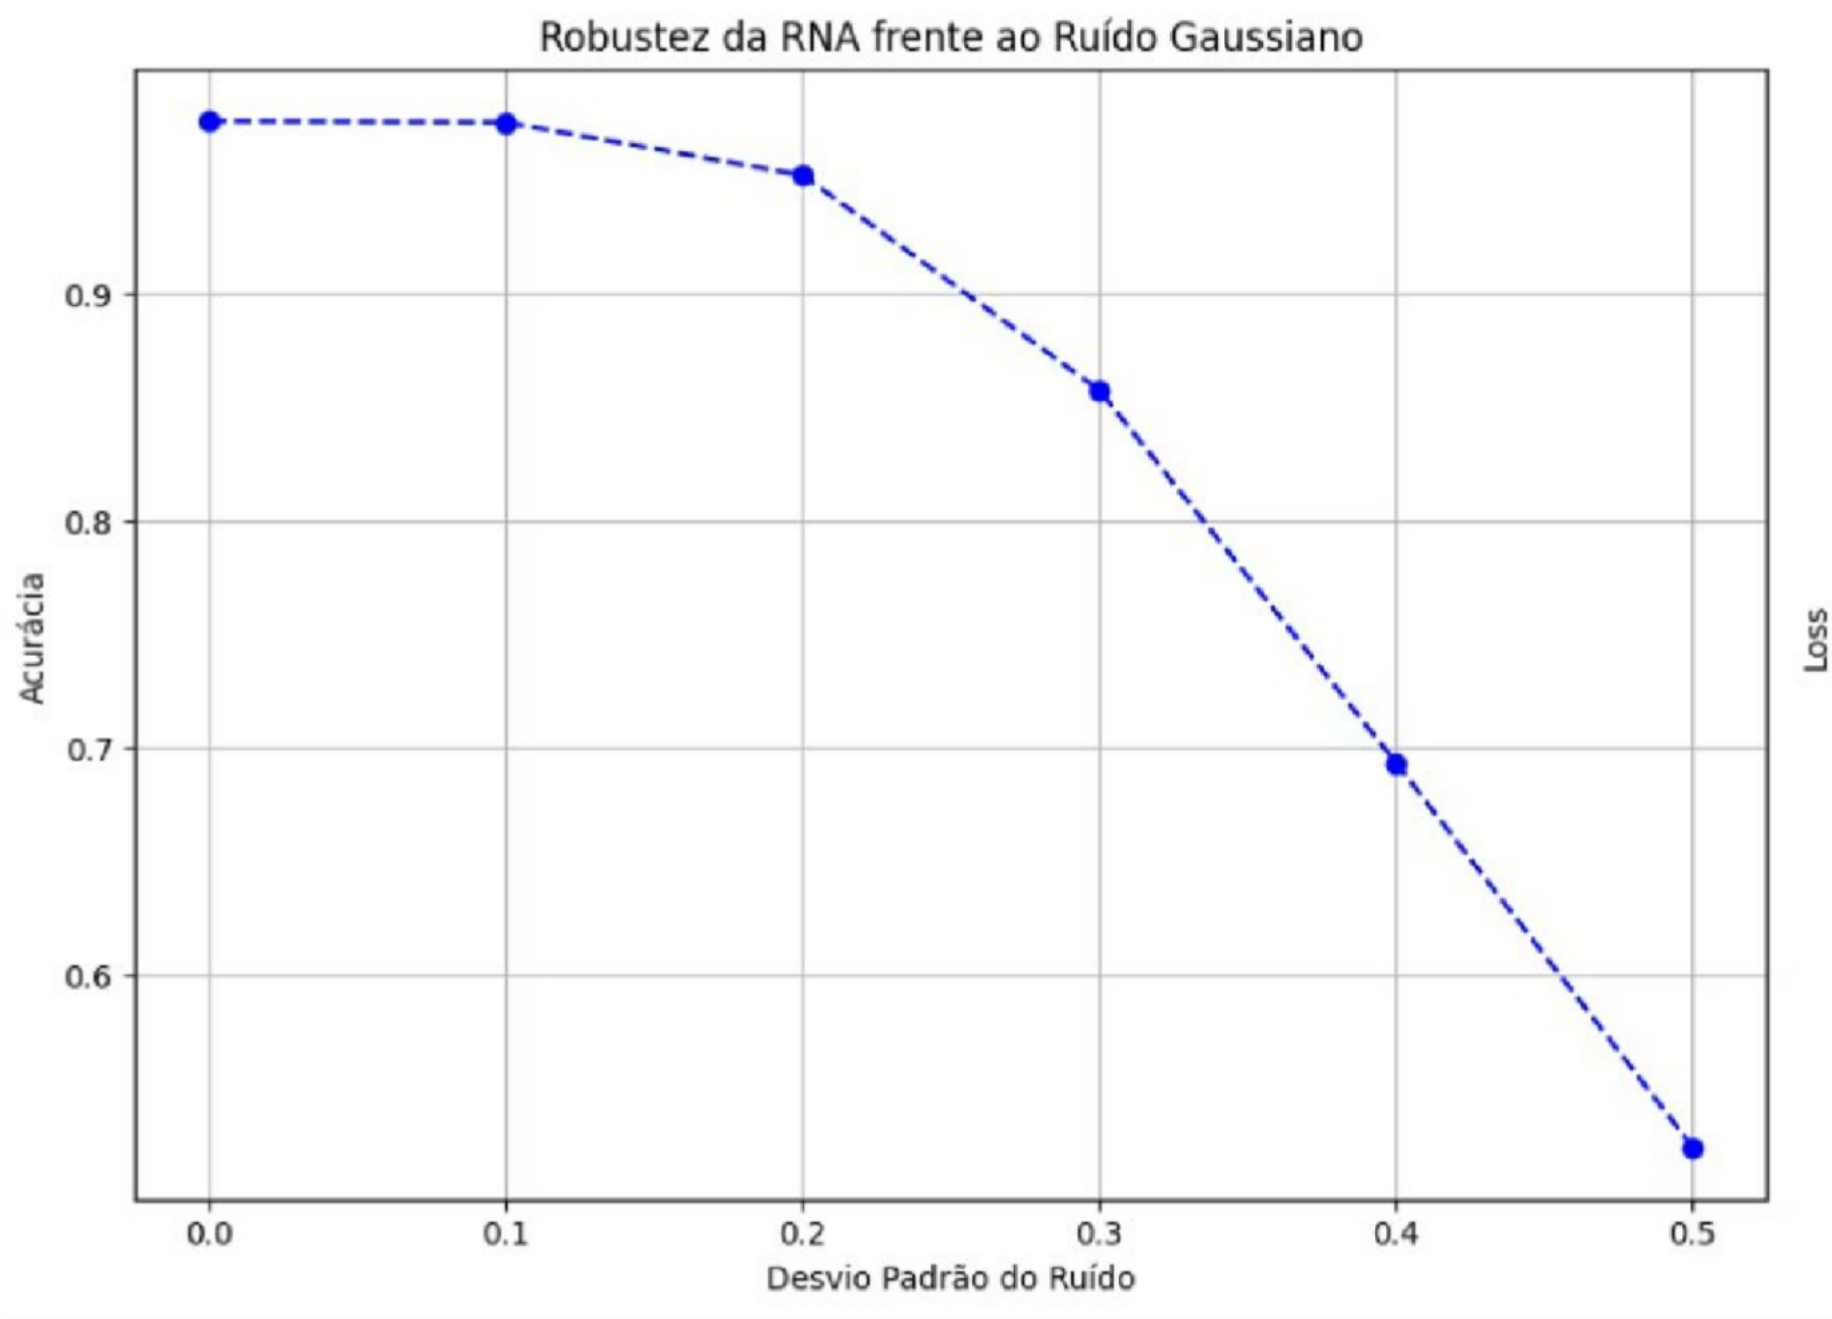 Robustez da RNA frente ao Ruído Gaussiano
0.9
0.8
0.7
0.6
Acurácia
Loss
0.0 0.1 0.2 0.3 0.4 0.5
Desvio Padrão do Ruído